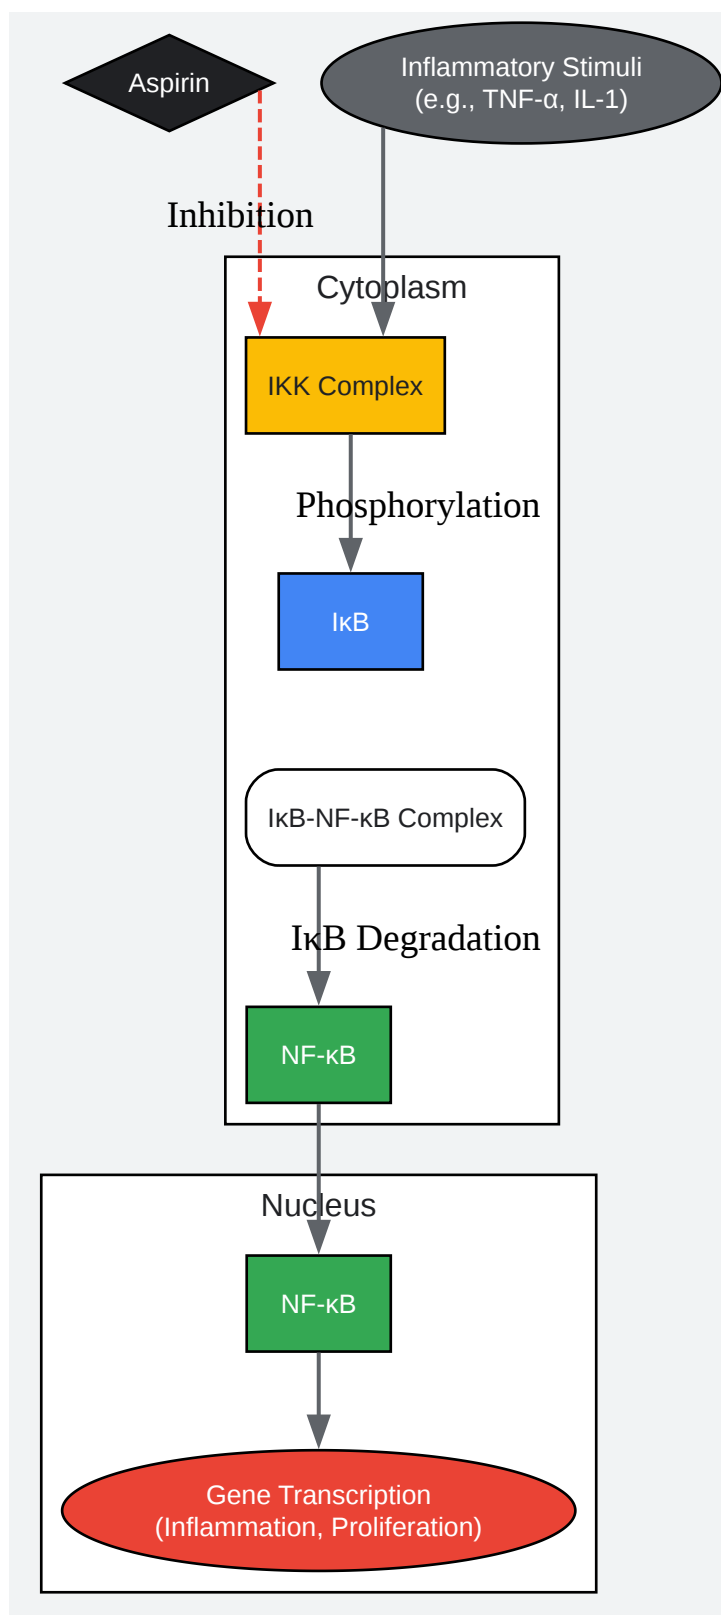 Aspirin
Inflammatory Stimuli
(e.g., TNF-α, IL-1)
Inhibition
Cytoplasm
IKK Complex
Phosphorylation
IκB
IκB-NF-κB Complex
IκB Degradation
NF-κB
Nucleus
NF-κB
Gene Transcription
(Inflammation, Proliferation)